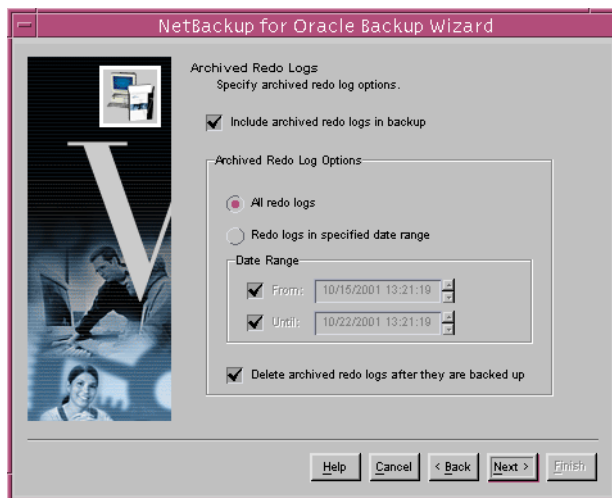 NetBackup for Oracle Backup Wizard
Archived Redo Logs
Specify archived redo log options.
Include archived redo logs in backup
Archived Redo Log Options
All redo logs
Redo logs in specified date range
Date Range
From: 10/15/2001 13:21:19
Until: 10/22/2001 13:21:19
Delete archived redo logs after they are backed up
Help Cancel < Back Next > Finish
V